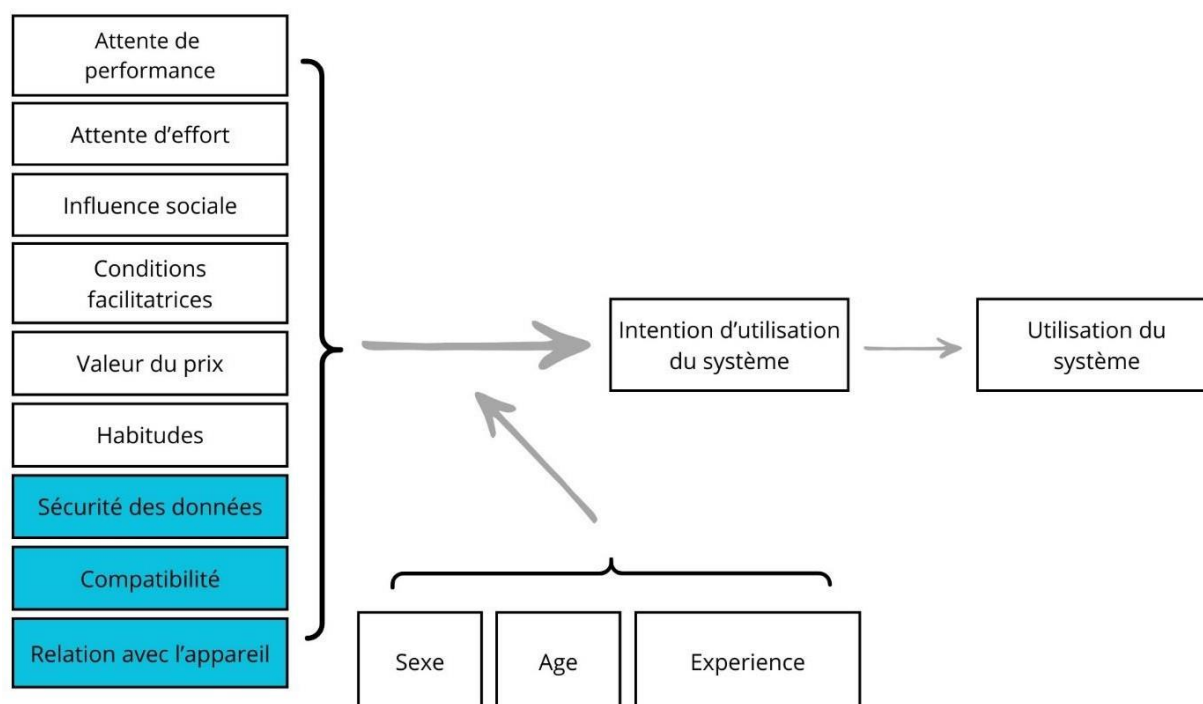 Attente de
performance
Attente d’effort
Influence sociale
Conditions
facilitatrices
Valeur du prix
Habitudes
Sécurité des données
Compatibilité
Relation avec l’appareil
Intention d’utilisation
du système
Utilisation du
système
Sexe
Age
Experience